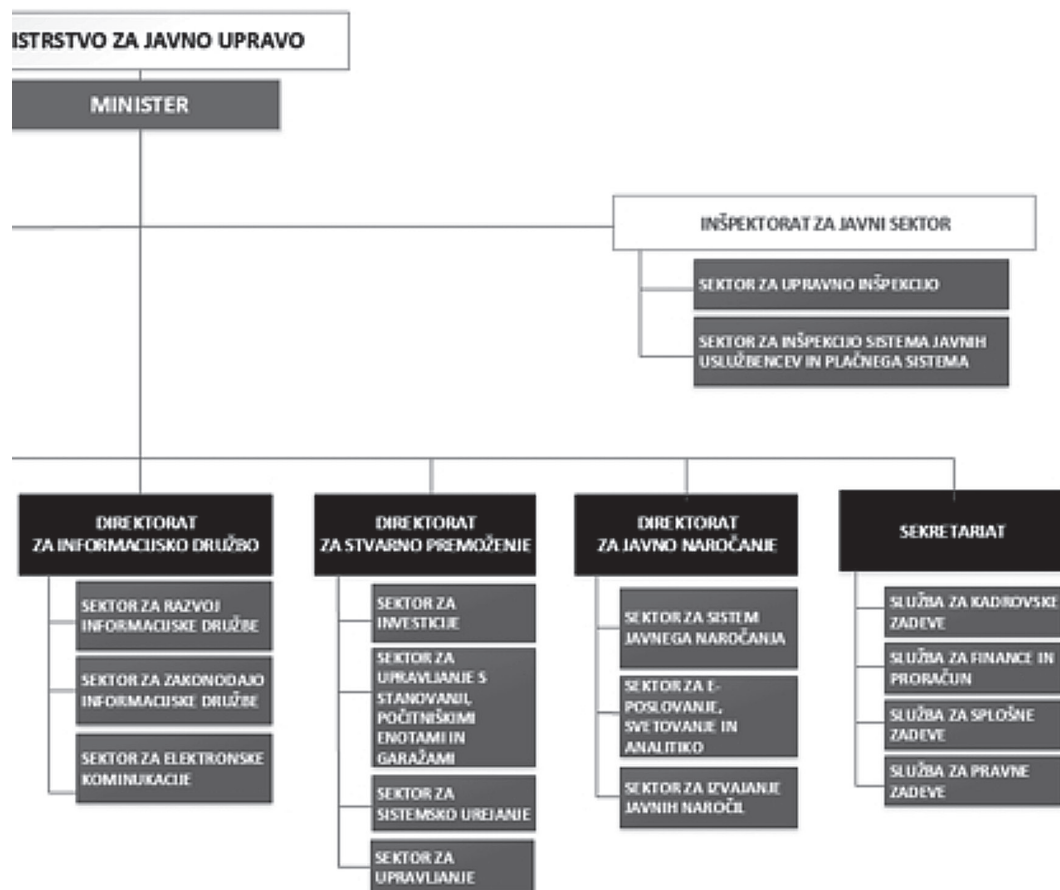 ISTRSTVO ZA JAVNO UPRAVO
MINISTER
INŠPEKTORAT ZA JAVNI SEKTOR
SEKTOR ZA UPRAVNO INŠPEKCIJO
SEKTOR ZA INŠPEKCIJO SISTEMA JAVNIH
USLUŽBENCEV IN PLAČNEGA SISTEMA
DIREKTORAT
ZA INFORMACIJSKO DRUŽBO
SEKTOR ZA RAZVOJ
INFORMACIJSKE DRUŽBE
SEKTOR ZA ZAKONODAJO
INFORMACIJSKE DRUŽBE
SEKTOR ZA ELEKTRONSKE
KOMINUKACIJE
DIREKTORAT
ZA STVARNO PREMOŽENJE
SEKTOR ZA
INVESTICIJE
SEKTOR ZA
UPRAVLJANJE S
STANOVANJI,
POČITNIŠKIMI
ENOTAMI IN
GARAŽAMI
SEKTOR ZA
SISTEMSKO UREJANJE
SEKTOR ZA
UPRAVLJANJE
DIREKTORAT
ZA JAVNO NAROČANJE
SEKTOR ZA SISTEM
JAVNEGA NAROČANJA
SEKTOR ZA E-
POSLOVANJE,
SVETOVANJE IN
ANALITIKO
SEKTOR ZA IZVAJANJE
JAVNIH NAROČIL
SEKRETARIAT
SLUŽBA ZA KADROVSKE
ZADEVE
SLUŽBA ZA FINANCE IN
PRORAČUN
SLUŽBA ZA SPLOŠNE
ZADEVE
SLUŽBA ZA PRAVNE
ZADEVE